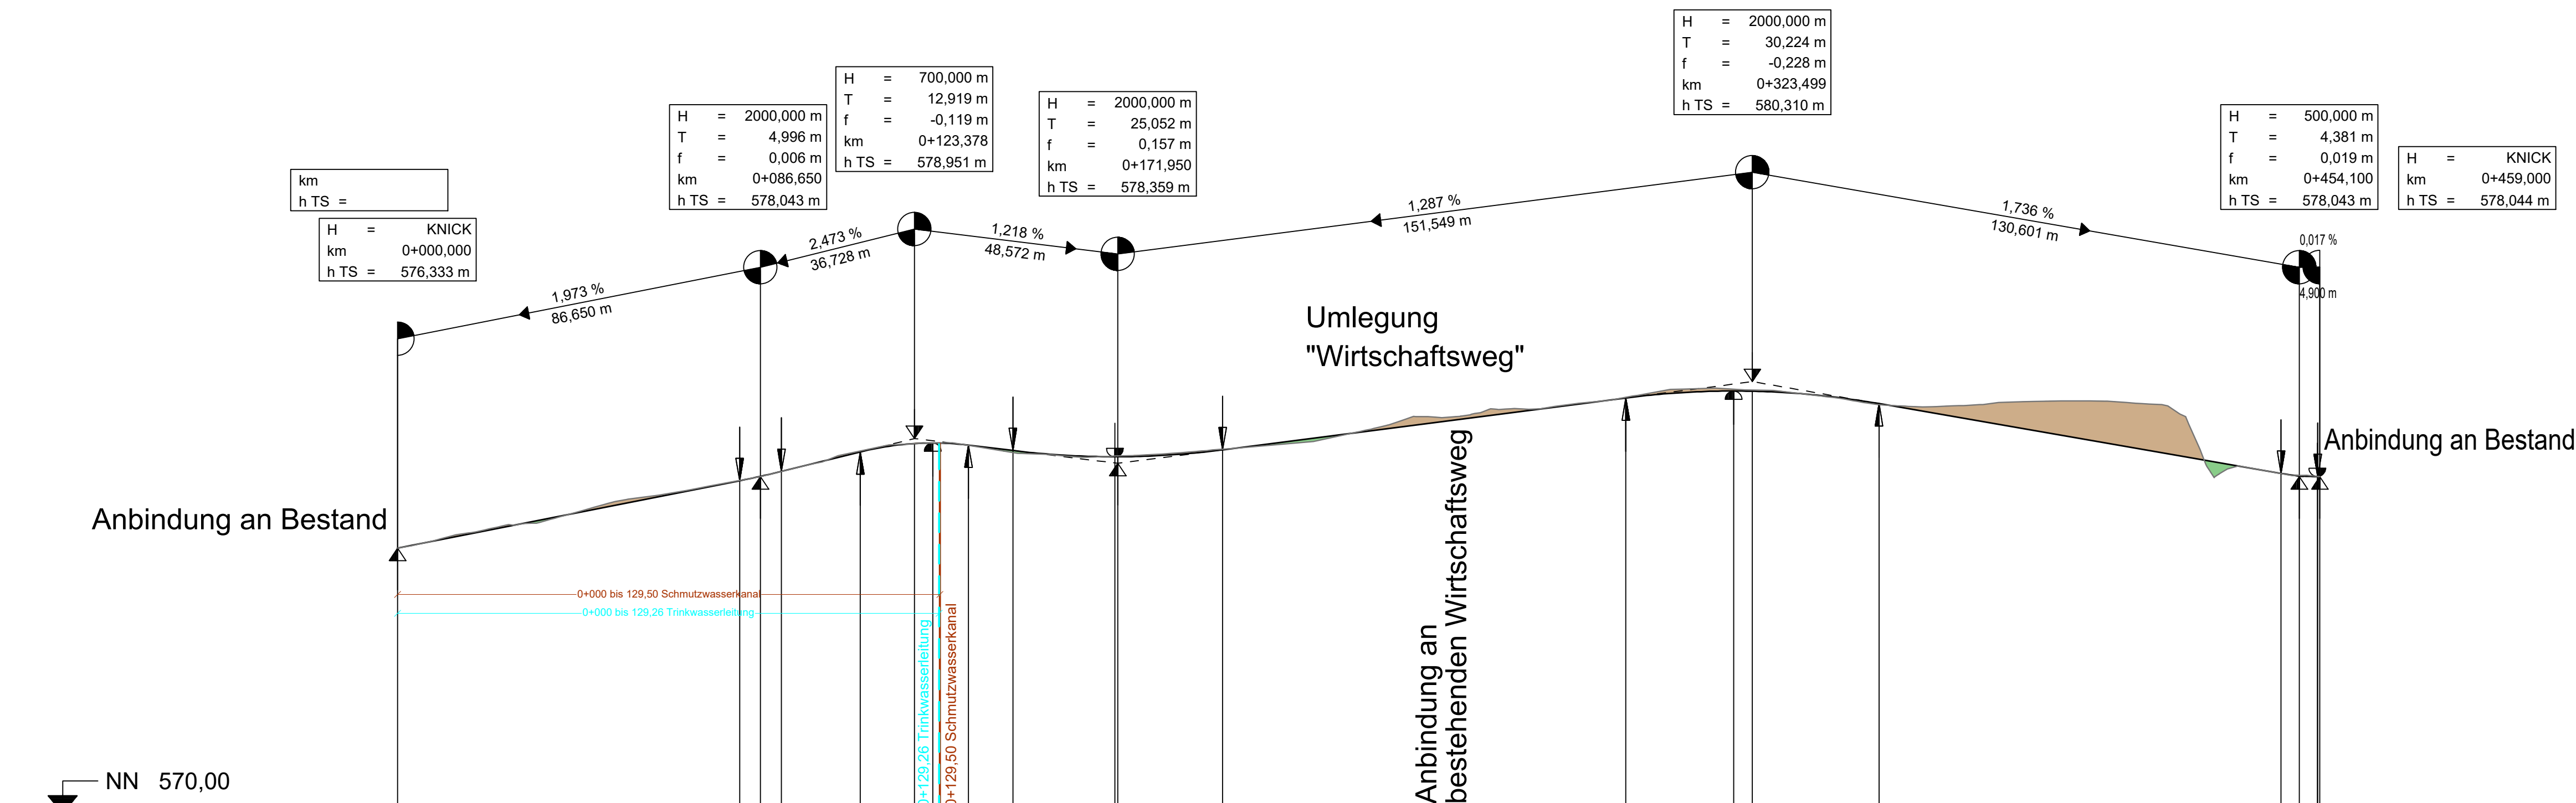 H = 2000,000 m
T = 30,224 m
f = -0,228 m
km 0+323,499
h TS = 580,310 m
H = 700,000 m
T = 12,919 m
f = -0,119 m
km 0+123,378
h TS = 578,951 m
H = 2000,000 m
T = 25,052 m
f = 0,157 m
km 0+171,950
h TS = 578,359 m
H = 2000,000 m
T = 4,996 m
f = 0,006 m
km 0+086,650
h TS = 578,043 m
H = 500,000 m
T = 4,381 m
f = 0,019 m
km 0+454,100
h TS = 578,043 m
H = KNICK
km 0+459,000
h TS = 578,044 m
km
h TS =
H = KNICK
km 0+000,000
h TS = 576,333 m
1,973 %
86,650 m
2,473 %
36,728 m
1,218 %
48,572 m
1,287 %
151,549 m
1,736 %
130,601 m
0,017 %
4,900 m
Umlegung
"Wirtschaftsweg"
Anbindung an Bestand
Anbindung an Bestand
0+000 bis 129,50 Schmutzwasserkanal
0+000 bis 129,26 Trinkwasserleitung
0+129,26 Trinkwasserleitung
0+129,50 Schmutzwasserkanal
Anbindung an
bestehenden Wirtschaftsweg
NN 570,00